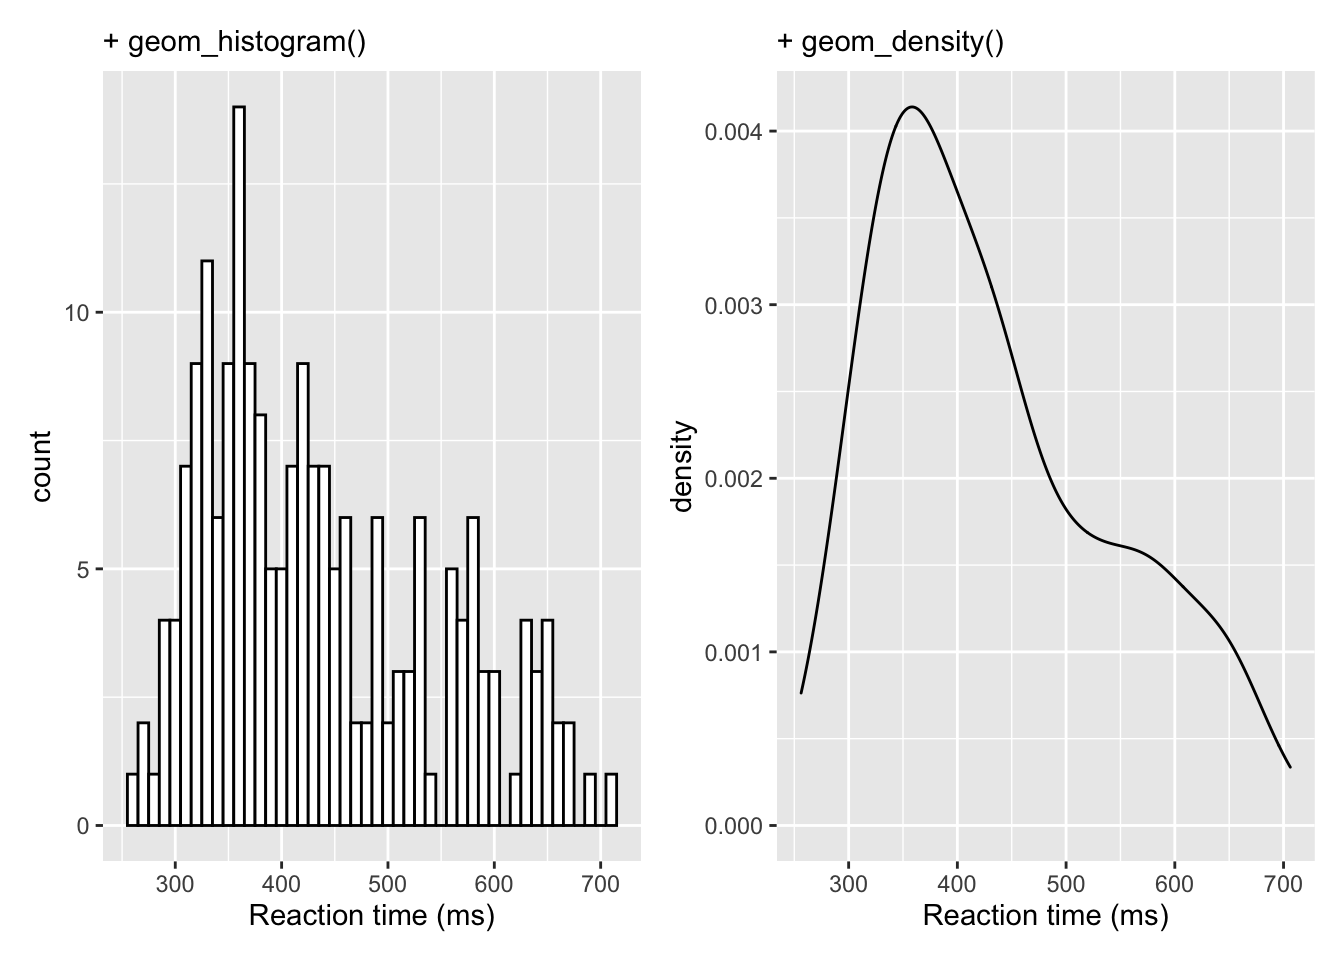 + geom_histogram()
count
10
5
0
300 400 500 600 700
Reaction time (ms)
+ geom_density()
density
0.004
0.003
0.002
0.001
0.000
300 400 500 600 700
Reaction time (ms)